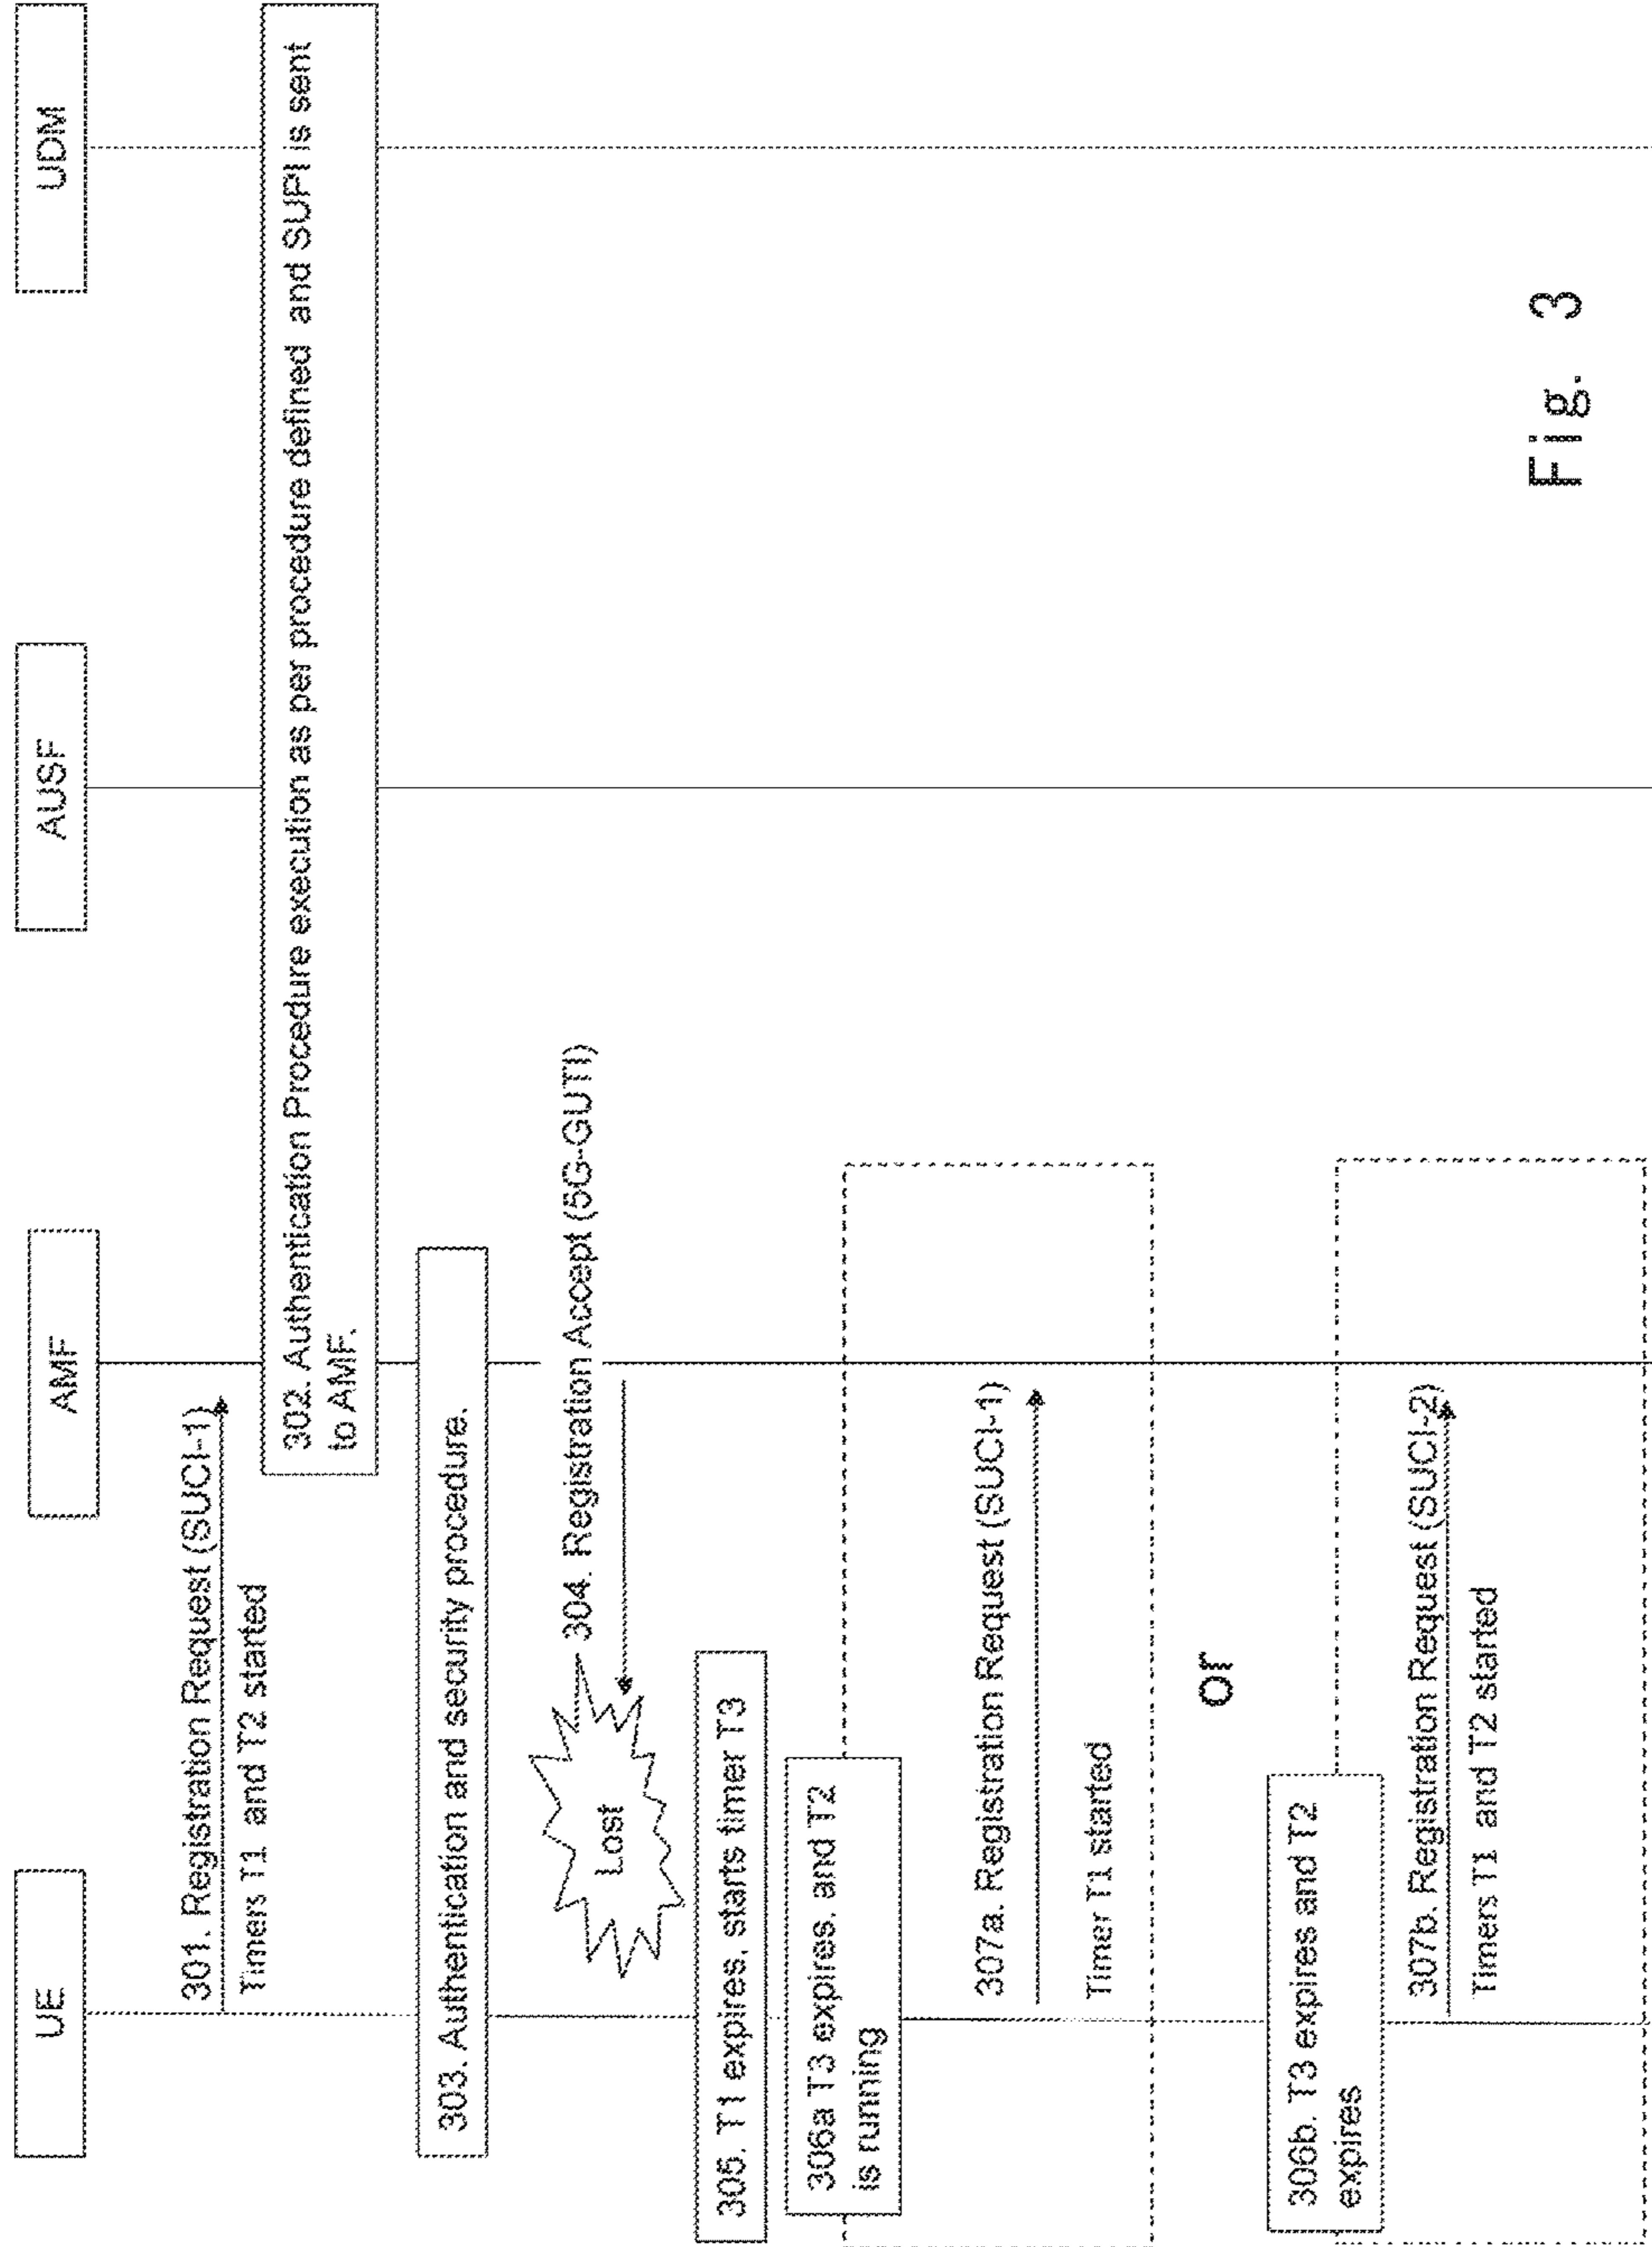 UE
AMF
AUSF
UDM
301. Registration Request (SUCI-1)
Timers T1 and T2 started
302. Authentication Procedure execution as per procedure defined and SUPI is sent
to AMF.
303. Authentication and security procedure.
304. Registration Accept (5G-GUTI)
Lost
305. T1 expires, starts timer T3
306a T3 expires, and T2
is running
307a. Registration Request (SUCI-1)
Timer T1 started
or
306b. T3 expires and T2
expires
307b. Registration Request (SUCI-2)
Timers T1 and T2 started
Fig. 3